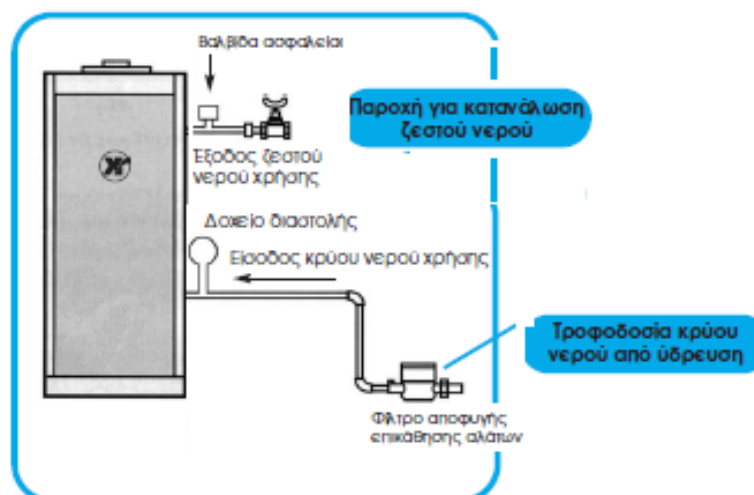 Βαλβίδα ασφαλείαι
Παροχή για κατανάλωση
ζεστού νερού
Έξοδος ζεστού
νερού χρήσης
Δοχείο διαστολής
Είσοδος κρύου νερού χρήσης
Τροφοδοσία κρύου
νερού από ύδρευση
Φίλτρο αποφυγής
επικάθησης αλάτων